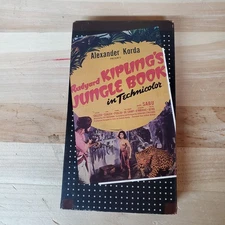 Alexander Korda
Rudyard KIPLING'S
JUNGLE BOOK
in Technicolor
SABU